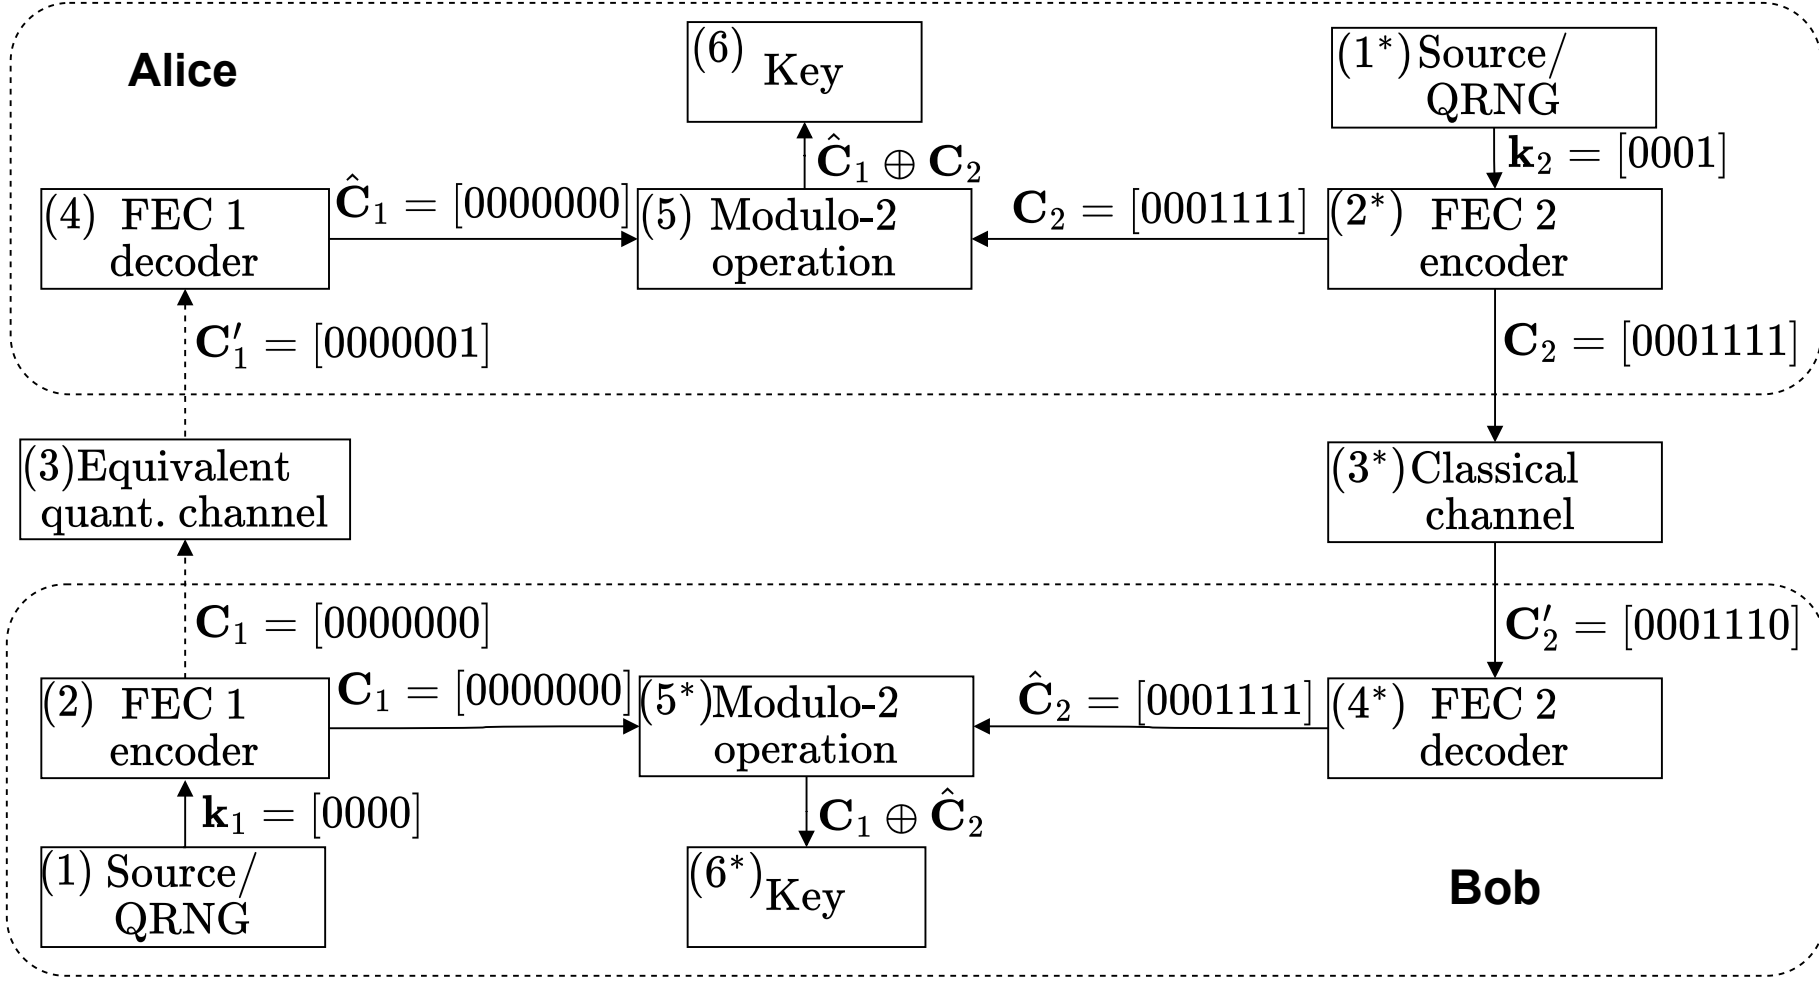 Alice
(6) Key
(1*) Source/
QRNG
Ĉ₁ ⊕ C₂
k₂ = [0001]
(4) FEC 1
decoder
Ĉ₁ = [0000000]
(5) Modulo-2
operation
C₂ = [0001111]
(2*) FEC 2
encoder
C′₁ = [0000001]
C₂ = [0001111]
(3) Equivalent
quant. channel
(3*) Classical
channel
C₁ = [0000000]
C′₂ = [0001110]
(2) FEC 1
encoder
C₁ = [0000000]
(5*) Modulo-2
operation
Ĉ₂ = [0001111]
(4*) FEC 2
decoder
k₁ = [0000]
C₁ ⊕ Ĉ₂
(1) Source/
QRNG
(6*) Key
Bob